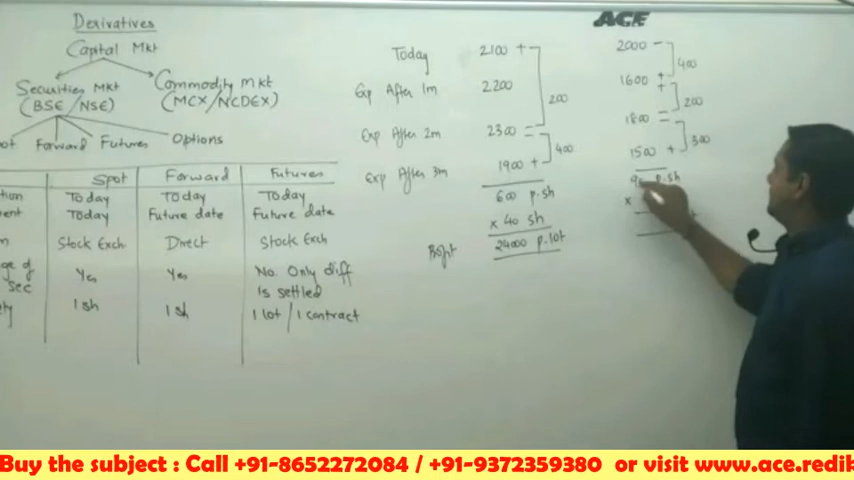 Derivatives
Capital Mkt
Securities Mkt
(BSE/NSE)
Commodity mkt
(MCX/NCDEX)
Forward Futures Options
Spot Forward Futures
Today Today Today
Today Future date Future date
Stock Exch Direct Stock Exch
Yes Yes No. Only diff
is settled
1 sh 1 sh 1 lot / 1 contract
Today 2100 +
Exp After 1m 2200
200
Exp After 2m 2300 =
400
Exp After 3m 1900 +
600 p.sh
x 40 sh
Profit 24000 p.lot
ACE
2000 -
400
1600 +
+
200
1800 =
300
1500 +
p.sh
x
Buy the subject : Call +91-8652272084 / +91-9372359380 or visit www.ace.redik